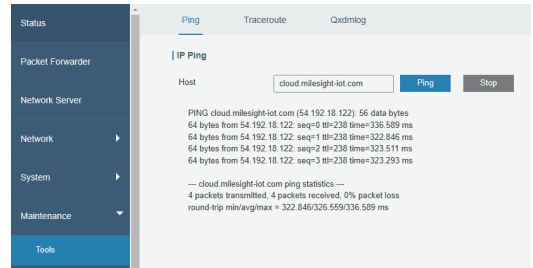 Status
Packet Forwarder
Network Server
Network
System
Maintenance
Tools
Ping Traceroute Qxdmlog
IP Ping
Host cloud.milesight-iot.com Ping Stop
PING cloud.milesight-iot.com (54.192.18.122): 56 data bytes
64 bytes from 54.192.18.122: seq=0 ttl=238 time=336.589 ms
64 bytes from 54.192.18.122: seq=1 ttl=238 time=322.846 ms
64 bytes from 54.192.18.122: seq=2 ttl=238 time=323.511 ms
64 bytes from 54.192.18.122: seq=3 ttl=238 time=323.293 ms
--- cloud.milesight-iot.com ping statistics ---
4 packets transmitted, 4 packets received, 0% packet loss
round-trip min/avg/max = 322.846/326.559/336.589 ms